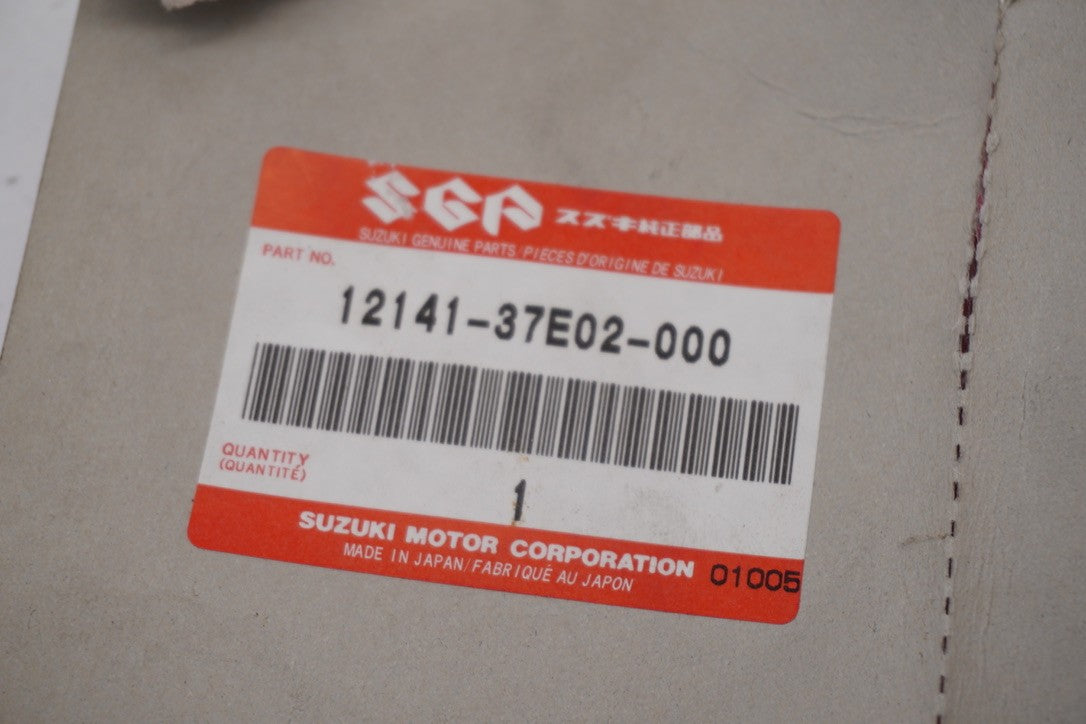 SGP スズキ純正部品
SUZUKI GENUINE PARTS/PIECES D'ORIGINE DE SUZUKI
PART NO.
12141-37E02-000
QUANTITY
(QUANTITÉ)
1
SUZUKI MOTOR CORPORATION
MADE IN JAPAN/FABRIQUÉ AU JAPON 01005